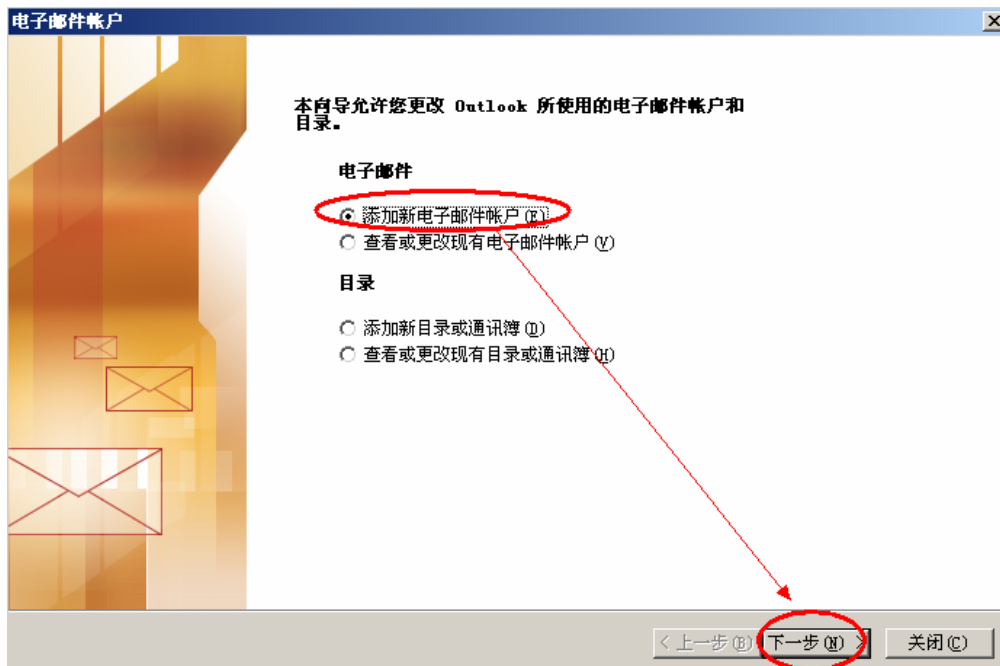 电子邮件帐户
本向导允许您更改 Outlook 所使用的电子邮件帐户和
目录。
电子邮件
添加新电子邮件帐户(E)
查看或更改现有电子邮件帐户(V)
目录
添加新目录或通讯簿(D)
查看或更改现有目录或通讯簿(H)
< 上一步(B) 下一步(N) > 关闭(C)